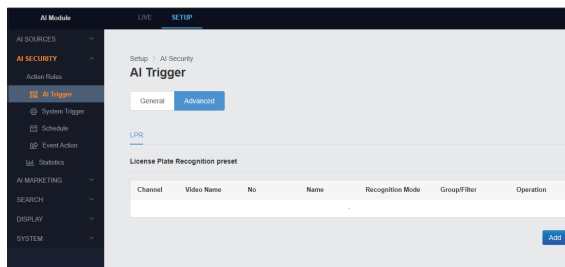 AI Module
LIVE
SETUP
AI SOURCES
AI SECURITY
Action Rules
AI Trigger
System Trigger
Schedule
Event Action
Statistics
AI MARKETING
SEARCH
DISPLAY
SYSTEM
Setup > AI Security
AI Trigger
General
Advanced
LPR
License Plate Recognition preset
Channel Video Name No Name Recognition Mode Group/Filter Operation
-
Add